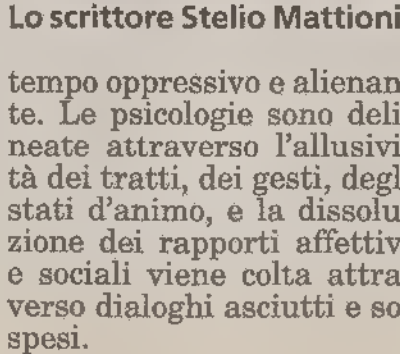 Lo scrittore Stelio Mattioni
tempo oppressivo e alienan
te. Le psicologie sono deli
neate attraverso l'allusivi
tà dei tratti, dei gesti, degl
stati d'animo, e la dissolu
zione dei rapporti affettiv
e sociali viene colta attra
verso dialoghi asciutti e so
spesi.